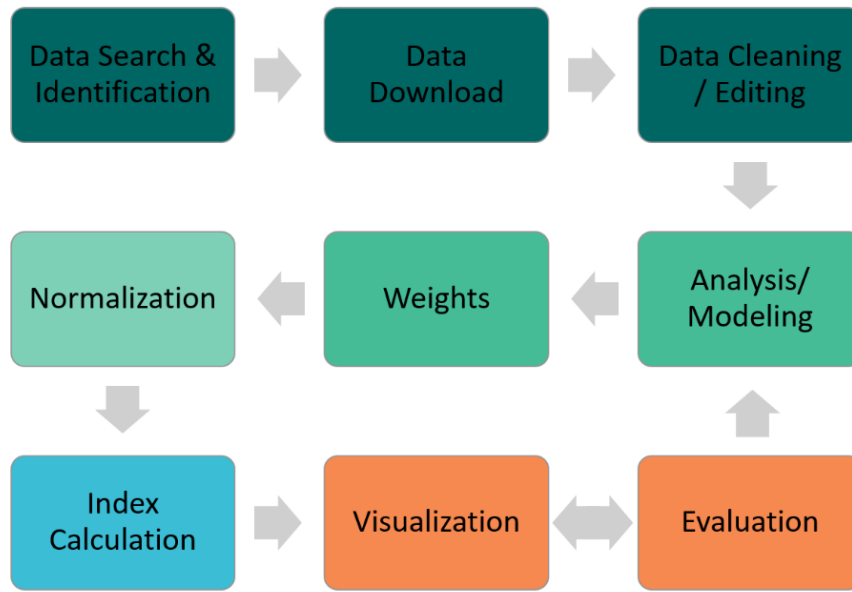 Data Search &
Identification
Data
Download
Data Cleaning
/ Editing
Normalization
Weights
Analysis/
Modeling
Index
Calculation
Visualization
Evaluation